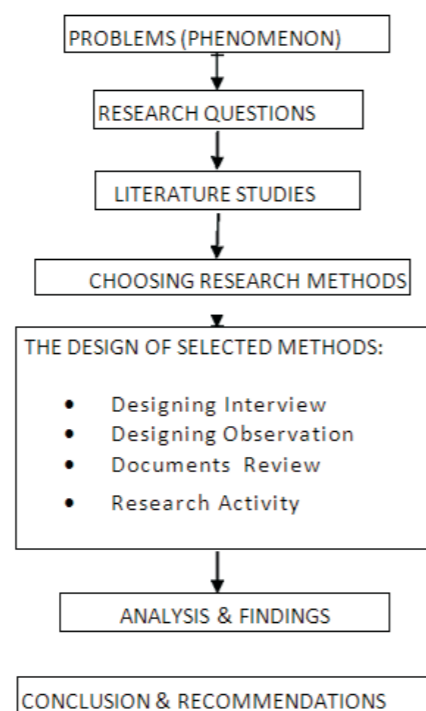 PROBLEMS (PHENOMENON)
RESEARCH QUESTIONS
LITERATURE STUDIES
CHOOSING RESEARCH METHODS
THE DESIGN OF SELECTED METHODS:
• Designing Interview
• Designing Observation
• Documents Review
• Research Activity
ANALYSIS & FINDINGS
CONCLUSION & RECOMMENDATIONS